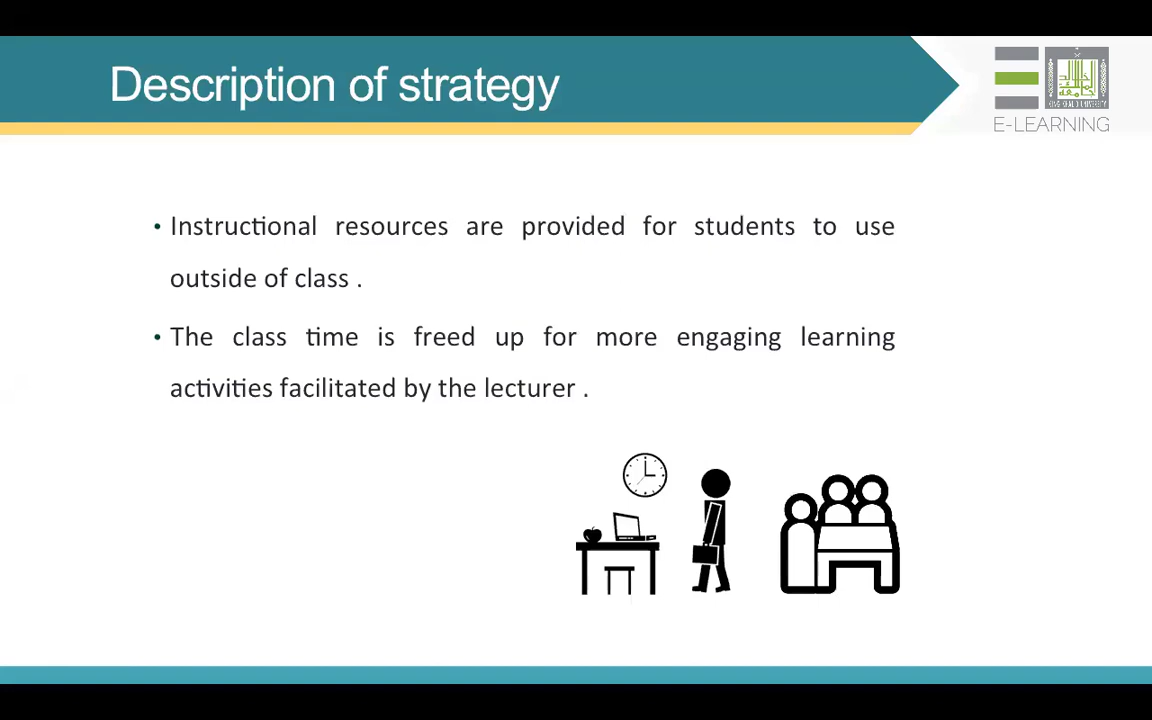 Description of strategy
E-LEARNING
• Instructional resources are provided for students to use
outside of class .
• The class time is freed up for more engaging learning
activities facilitated by the lecturer .